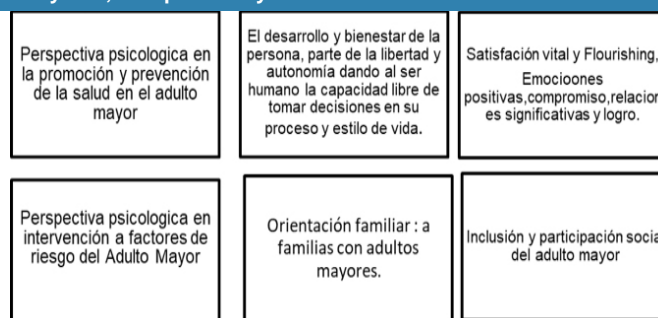 Perspectiva psicologica en
la promoción y prevención
de la salud en el adulto
mayor
El desarrollo y bienestar de la
persona, parte de la libertad y
autonomía dando al ser
humano la capacidad libre de
tomar decisiones en su
proceso y estilo de vida.
Satisfación vital y Flourishing,
Emocioones
positivas,compromiso,relacion
es significativas y logro.
Perspectiva psicologica en
intervención a factores de
riesgo del Adulto Mayor
Orientación familiar : a
familias con adultos
mayores.
Inclusión y participación socia
del adulto mayor